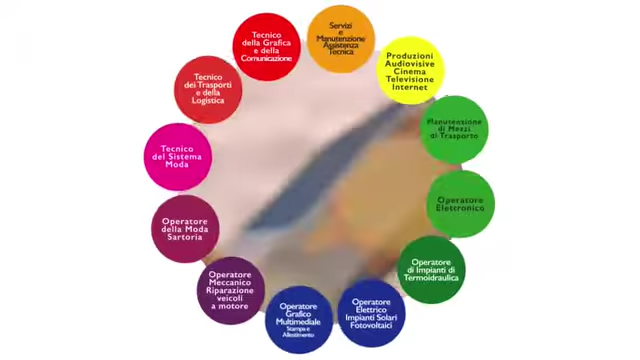 Servizi
e
Manutenzione
Assistenza
Tecnica
Produzioni
Audiovisive
Cinema
Televisione
Internet
Manutenzione
di Mezzi
di Trasporto
Operatore
Elettronico
Operatore
di Impianti di
Termoidraulica
Operatore
Elettrico
Impianti Solari
Fotovoltaici
Operatore
Grafico
Multimediale
Stampa e
Allestimento
Operatore
Meccanico
Riparazione
veicoli
a motore
Operatore
della Moda
Sartoria
Tecnico
del Sistema
Moda
Tecnico
dei Trasporti
e della
Logistica
Tecnico
della Grafica
e della
Comunicazione